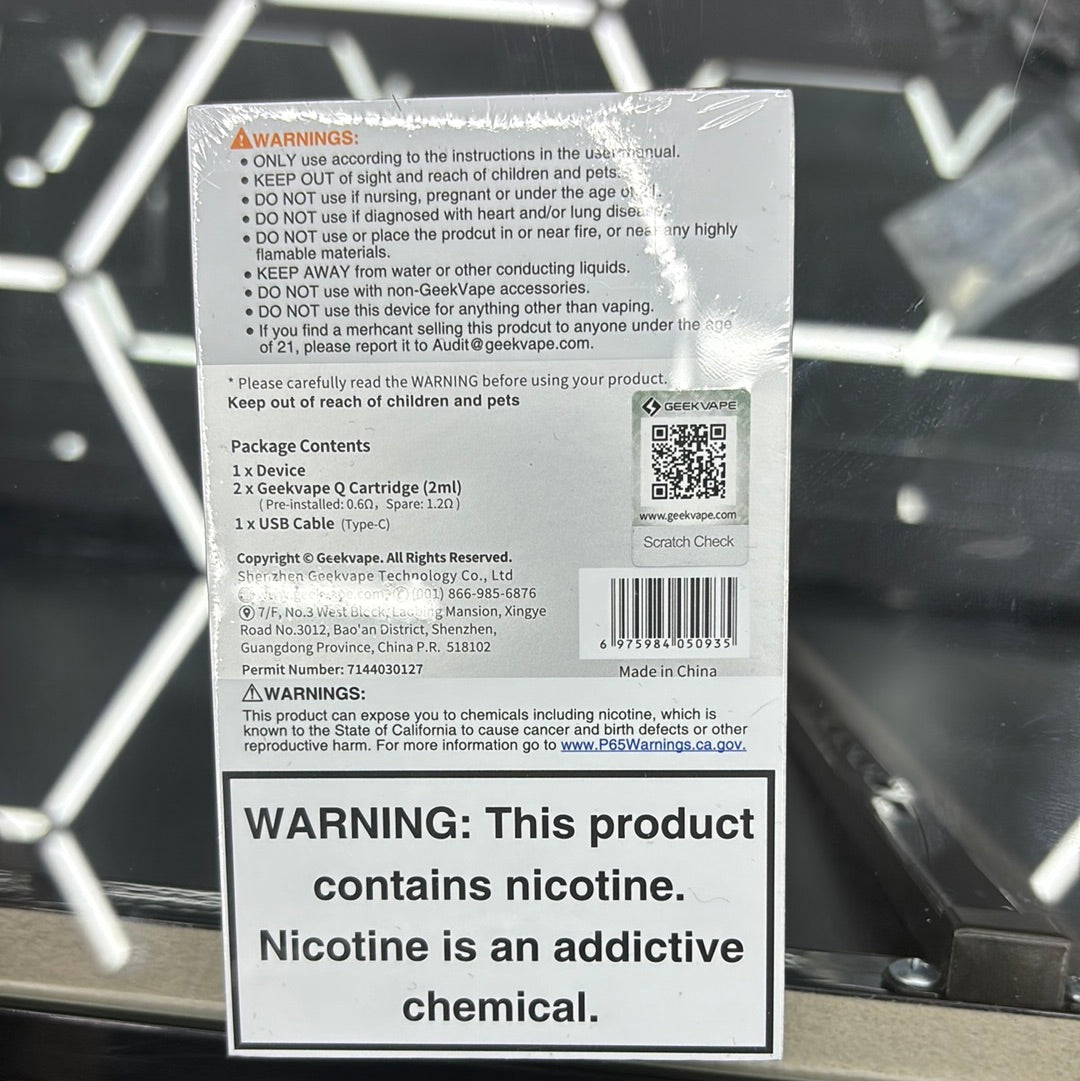 WARNINGS:
• ONLY use according to the instructions in the user manual.
• KEEP OUT of sight and reach of children and pets.
• DO NOT use if nursing, pregnant or under the age of
• DO NOT use if diagnosed with heart and/or lung disease.
• DO NOT use or place the prodcut in or near fire, or near any highly
flamable materials.
• KEEP AWAY from water or other conducting liquids.
• DO NOT use with non-GeekVape accessories.
• DO NOT use this device for anything other than vaping.
• If you find a merhcant selling this prodcut to anyone under the age
of 21, please report it to Audit@geekvape.com.
* Please carefully read the WARNING before using your product.
Keep out of reach of children and pets
GEEKVAPE
www.geekvape.com
Scratch Check
Package Contents
1 x Device
2 x Geekvape Q Cartridge (2ml)
(Pre-installed: 0.6Ω, Spare: 1.2Ω)
1 x USB Cable (Type-C)
Copyright © Geekvape. All Rights Reserved.
Shenzhen Geekvape Technology Co., Ltd
(001) 866-985-6876
7/F, No.3 West Block, Mansion, Xingye
Road No.3012, Bao'an District, Shenzhen,
Guangdong Province, China P.R. 518102
Permit Number: 7144030127
6 975984 050935
Made in China
WARNINGS:
This product can expose you to chemicals including nicotine, which is
known to the State of California to cause cancer and birth defects or other
reproductive harm. For more information go to www.P65Warnings.ca.gov.
WARNING: This product
contains nicotine.
Nicotine is an addictive
chemical.